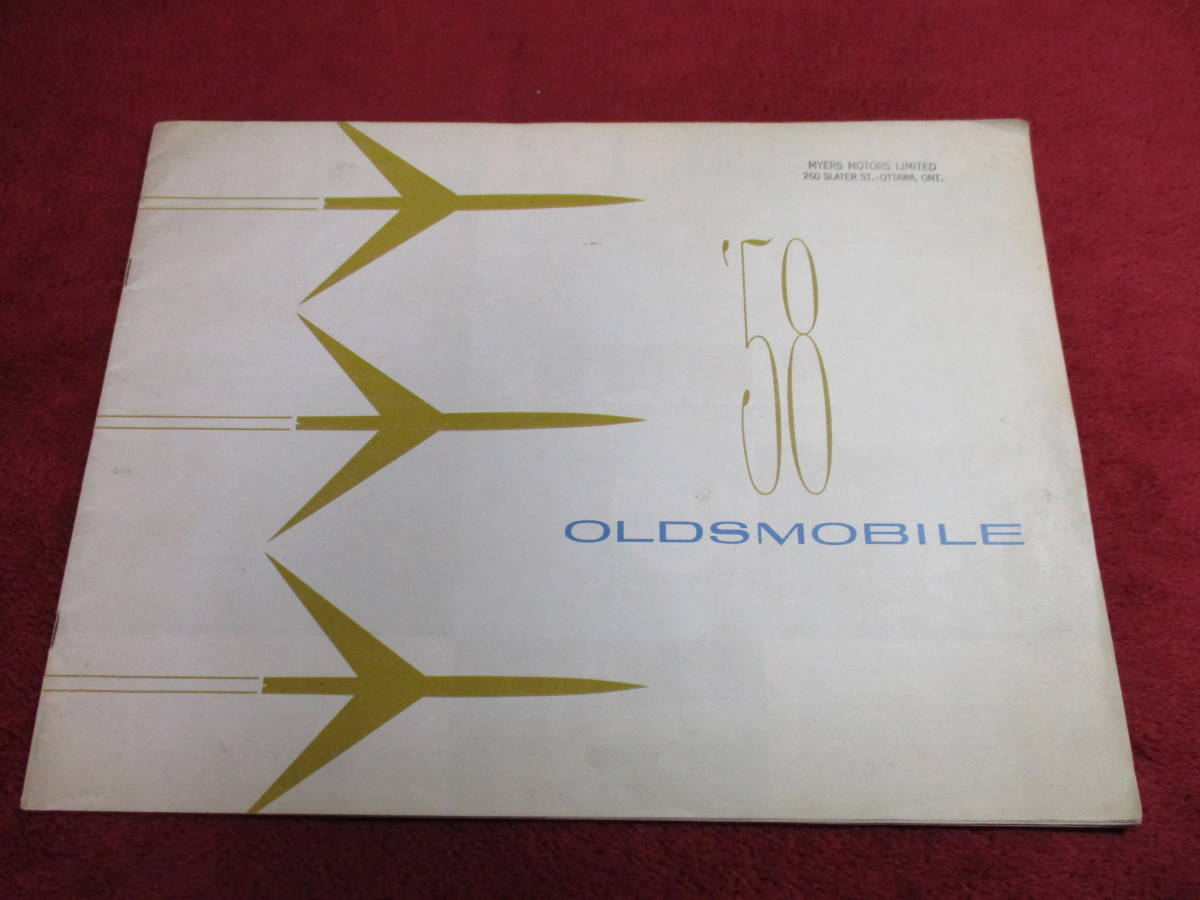 MYERS MOTORS LIMITED
260 SLATER ST.-OTTAWA, ONT.
'58
OLDSMOBILE